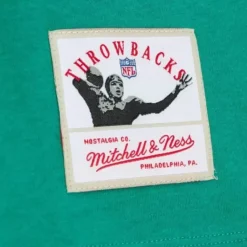 THROWBACKS
NFL
NOSTALGIA CO.
Mitchell & Ness
PHILADELPHIA, PA.